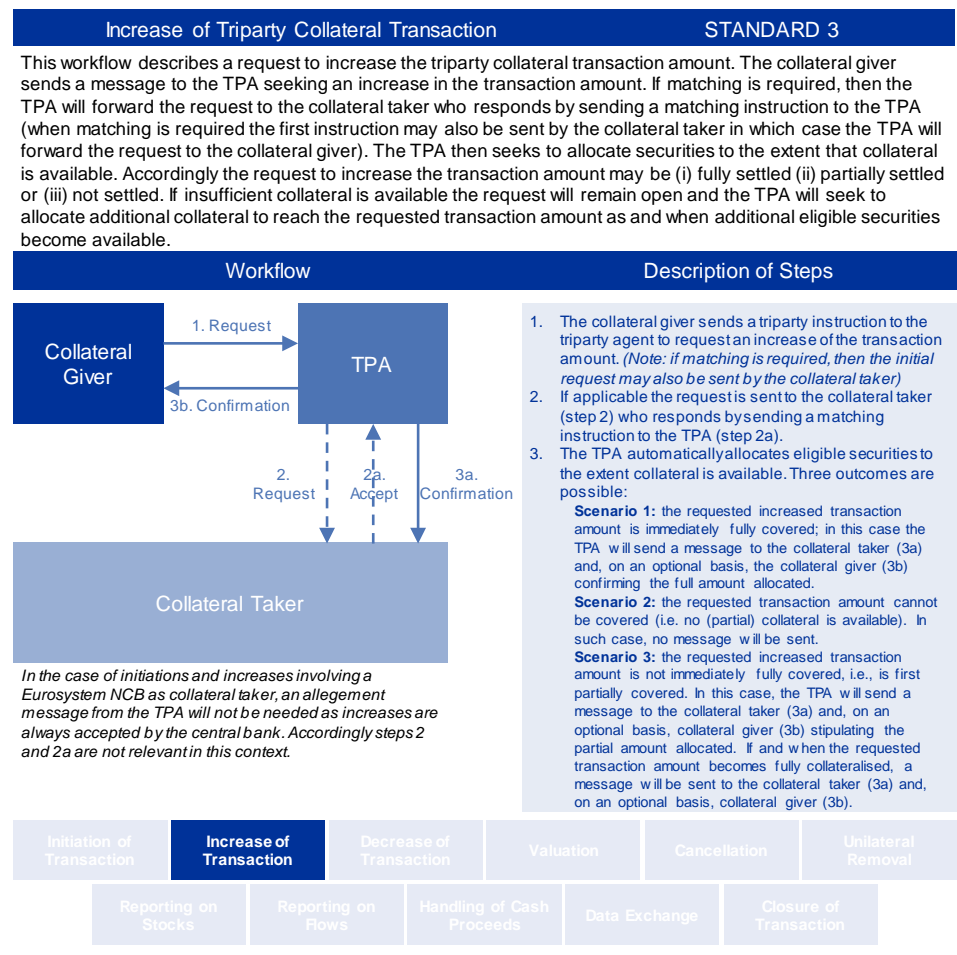 Increase of Triparty Collateral Transaction STANDARD 3
This workflow describes a request to increase the triparty collateral transaction amount. The collateral giver
sends a message to the TPA seeking an increase in the transaction amount. If matching is required, then the
TPA will forward the request to the collateral taker who responds by sending a matching instruction to the TPA
(when matching is required the first instruction may also be sent by the collateral taker in which case the TPA will
forward the request to the collateral giver). The TPA then seeks to allocate securities to the extent that collateral
is available. Accordingly the request to increase the transaction amount may be (i) fully settled (ii) partially settled
or (iii) not settled. If insufficient collateral is available the request will remain open and the TPA will seek to
allocate additional collateral to reach the requested transaction amount as and when additional eligible securities
become available.
Workflow
Description of Steps
Collateral
Giver
1. Request
3b. Confirmation
TPA
2.
Request
2a.
Accept
3a.
Confirmation
Collateral Taker
In the case of initiations and increases involving a
Eurosystem NCB as collateral taker, an allegement
message from the TPA will not be needed as increases are
always accepted by the central bank. Accordingly steps 2
and 2a are not relevant in this context.
1. The collateral giver sends a triparty instruction to the
triparty agent to request an increase of the transaction
amount. (Note: if matching is required, then the initial
request may also be sent by the collateral taker)
2. If applicable the request is sent to the collateral taker
(step 2) who responds by sending a matching
instruction to the TPA (step 2a).
3. The TPA automatically allocates eligible securities to
the extent collateral is available. Three outcomes are
possible:
Scenario 1: the requested increased transaction
amount is immediately fully covered; in this case the
TPA will send a message to the collateral taker (3a)
and, on an optional basis, the collateral giver (3b)
confirming the full amount allocated.
Scenario 2: the requested transaction amount cannot
be covered (i.e. no (partial) collateral is available). In
such case, no message will be sent.
Scenario 3: the requested increased transaction
amount is not immediately fully covered, i.e., is first
partially covered. In this case, the TPA will send a
message to the collateral taker (3a) and, on an
optional basis, collateral giver (3b) stipulating the
partial amount allocated. If and when the requested
transaction amount becomes fully collateralised, a
message will be sent to the collateral taker (3a) and,
on an optional basis, collateral giver (3b).
Initiation of
Transaction
Increase of
Transaction
Decrease of
Transaction
Valuation
Cancellation
Unilateral
Removal
Reporting on
Stocks
Reporting on
Flows
Handling of Cash
Proceeds
Data Exchange
Closure of
Transaction